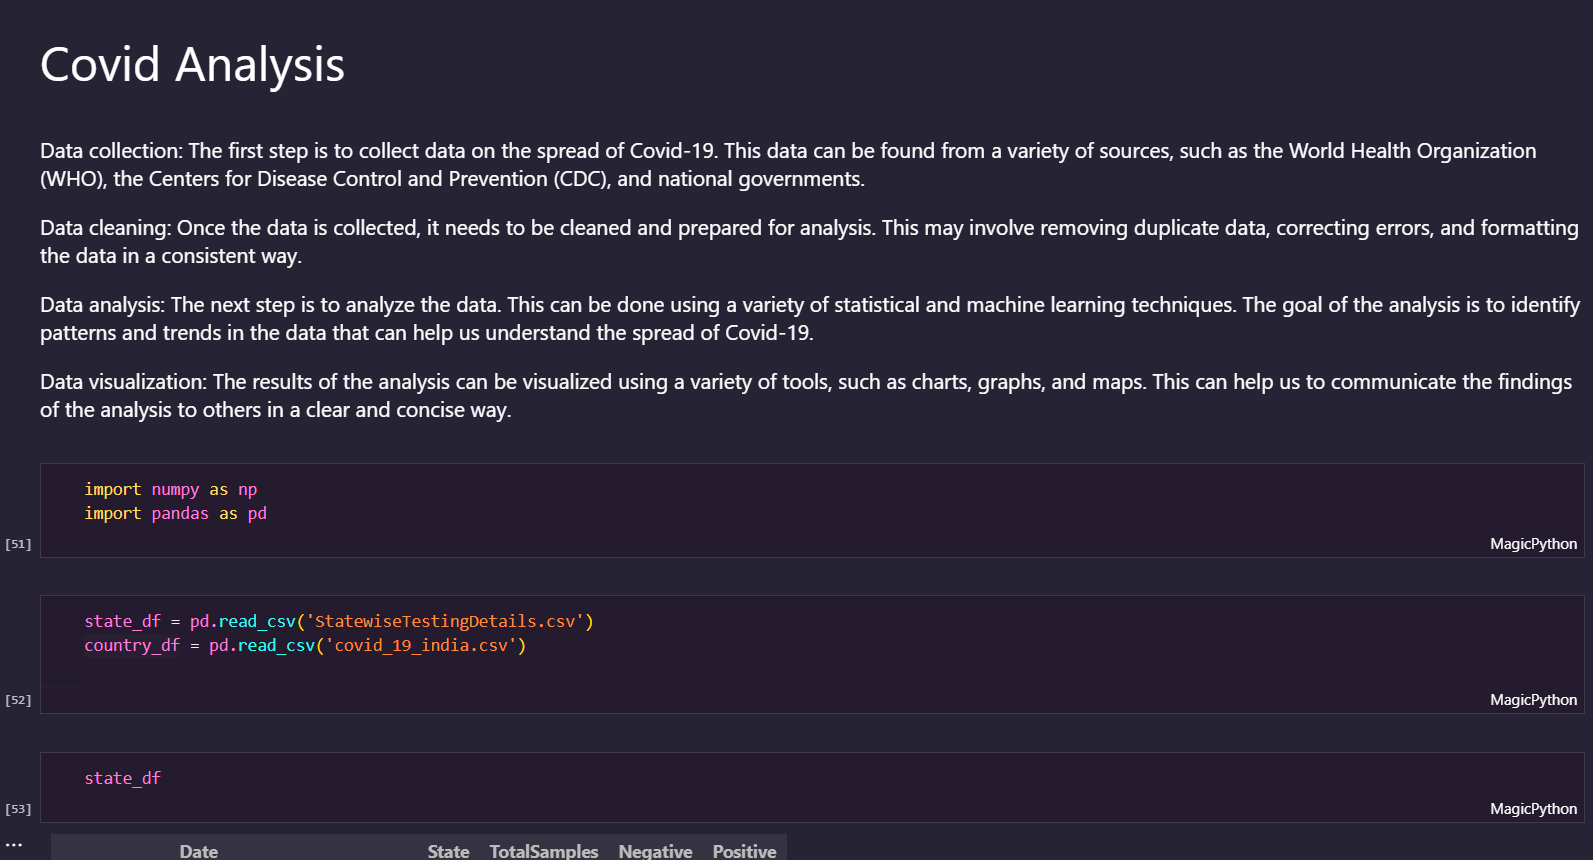 Covid Analysis
Data collection: The first step is to collect data on the spread of Covid-19. This data can be found from a variety of sources, such as the World Health Organization
(WHO), the Centers for Disease Control and Prevention (CDC), and national governments.
Data cleaning: Once the data is collected, it needs to be cleaned and prepared for analysis. This may involve removing duplicate data, correcting errors, and formatting
the data in a consistent way.
Data analysis: The next step is to analyze the data. This can be done using a variety of statistical and machine learning techniques. The goal of the analysis is to identify
patterns and trends in the data that can help us understand the spread of Covid-19.
Data visualization: The results of the analysis can be visualized using a variety of tools, such as charts, graphs, and maps. This can help us to communicate the findings
of the analysis to others in a clear and concise way.
import numpy as np
import pandas as pd
[51]
MagicPython
state_df = pd.read_csv('StatewiseTestingDetails.csv')
country_df = pd.read_csv('covid_19_india.csv')
[52]
MagicPython
state_df
[53]
MagicPython
...
Date State TotalSamples Negative Positive